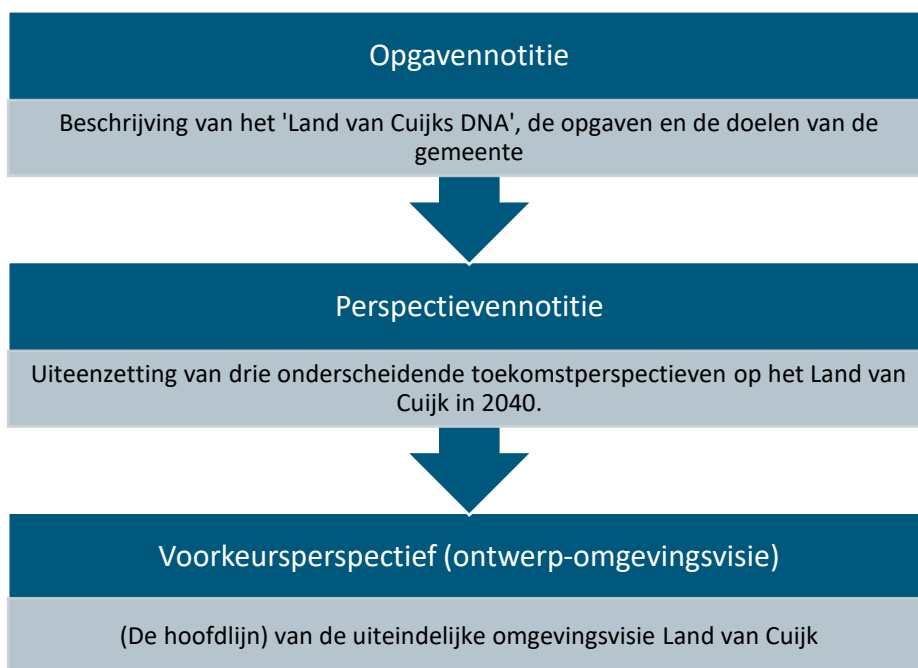 Opgavennotitie
Beschrijving van het 'Land van Cuijks DNA', de opgaven en de doelen van de
gemeente
Perspectievennotitie
Uiteenzetting van drie onderscheidende toekomstperspectieven op het Land van
Cuijk in 2040.
Voorkeursperspectief (ontwerp-omgevingsvisie)
(De hoofdlijn) van de uiteindelijke omgevingsvisie Land van Cuijk